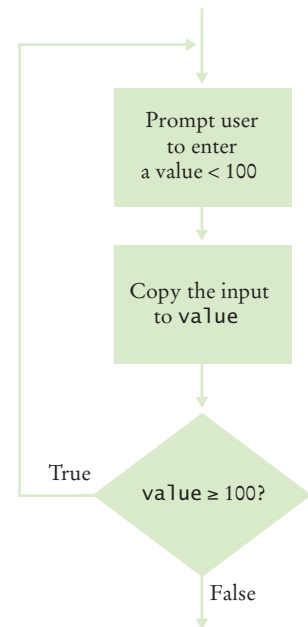 Prompt user
to enter
a value < 100
Copy the input
to value
True
value ≥ 100?
False